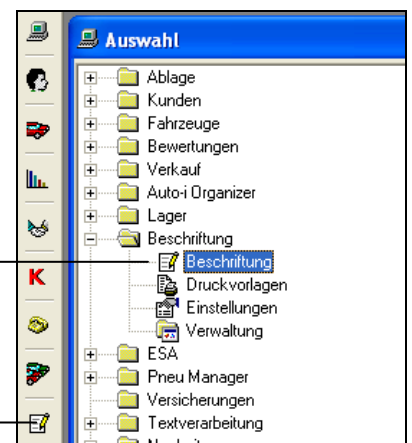 Auswahl
Ablage
Kunden
Fahrzeuge
Bewertungen
Verkauf
Auto-i Organizer
Lager
Beschriftung
Beschriftung
Druckvorlagen
Einstellungen
Verwaltung
K
ESA
Pneu Manager
Versicherungen
Textverarbeitung